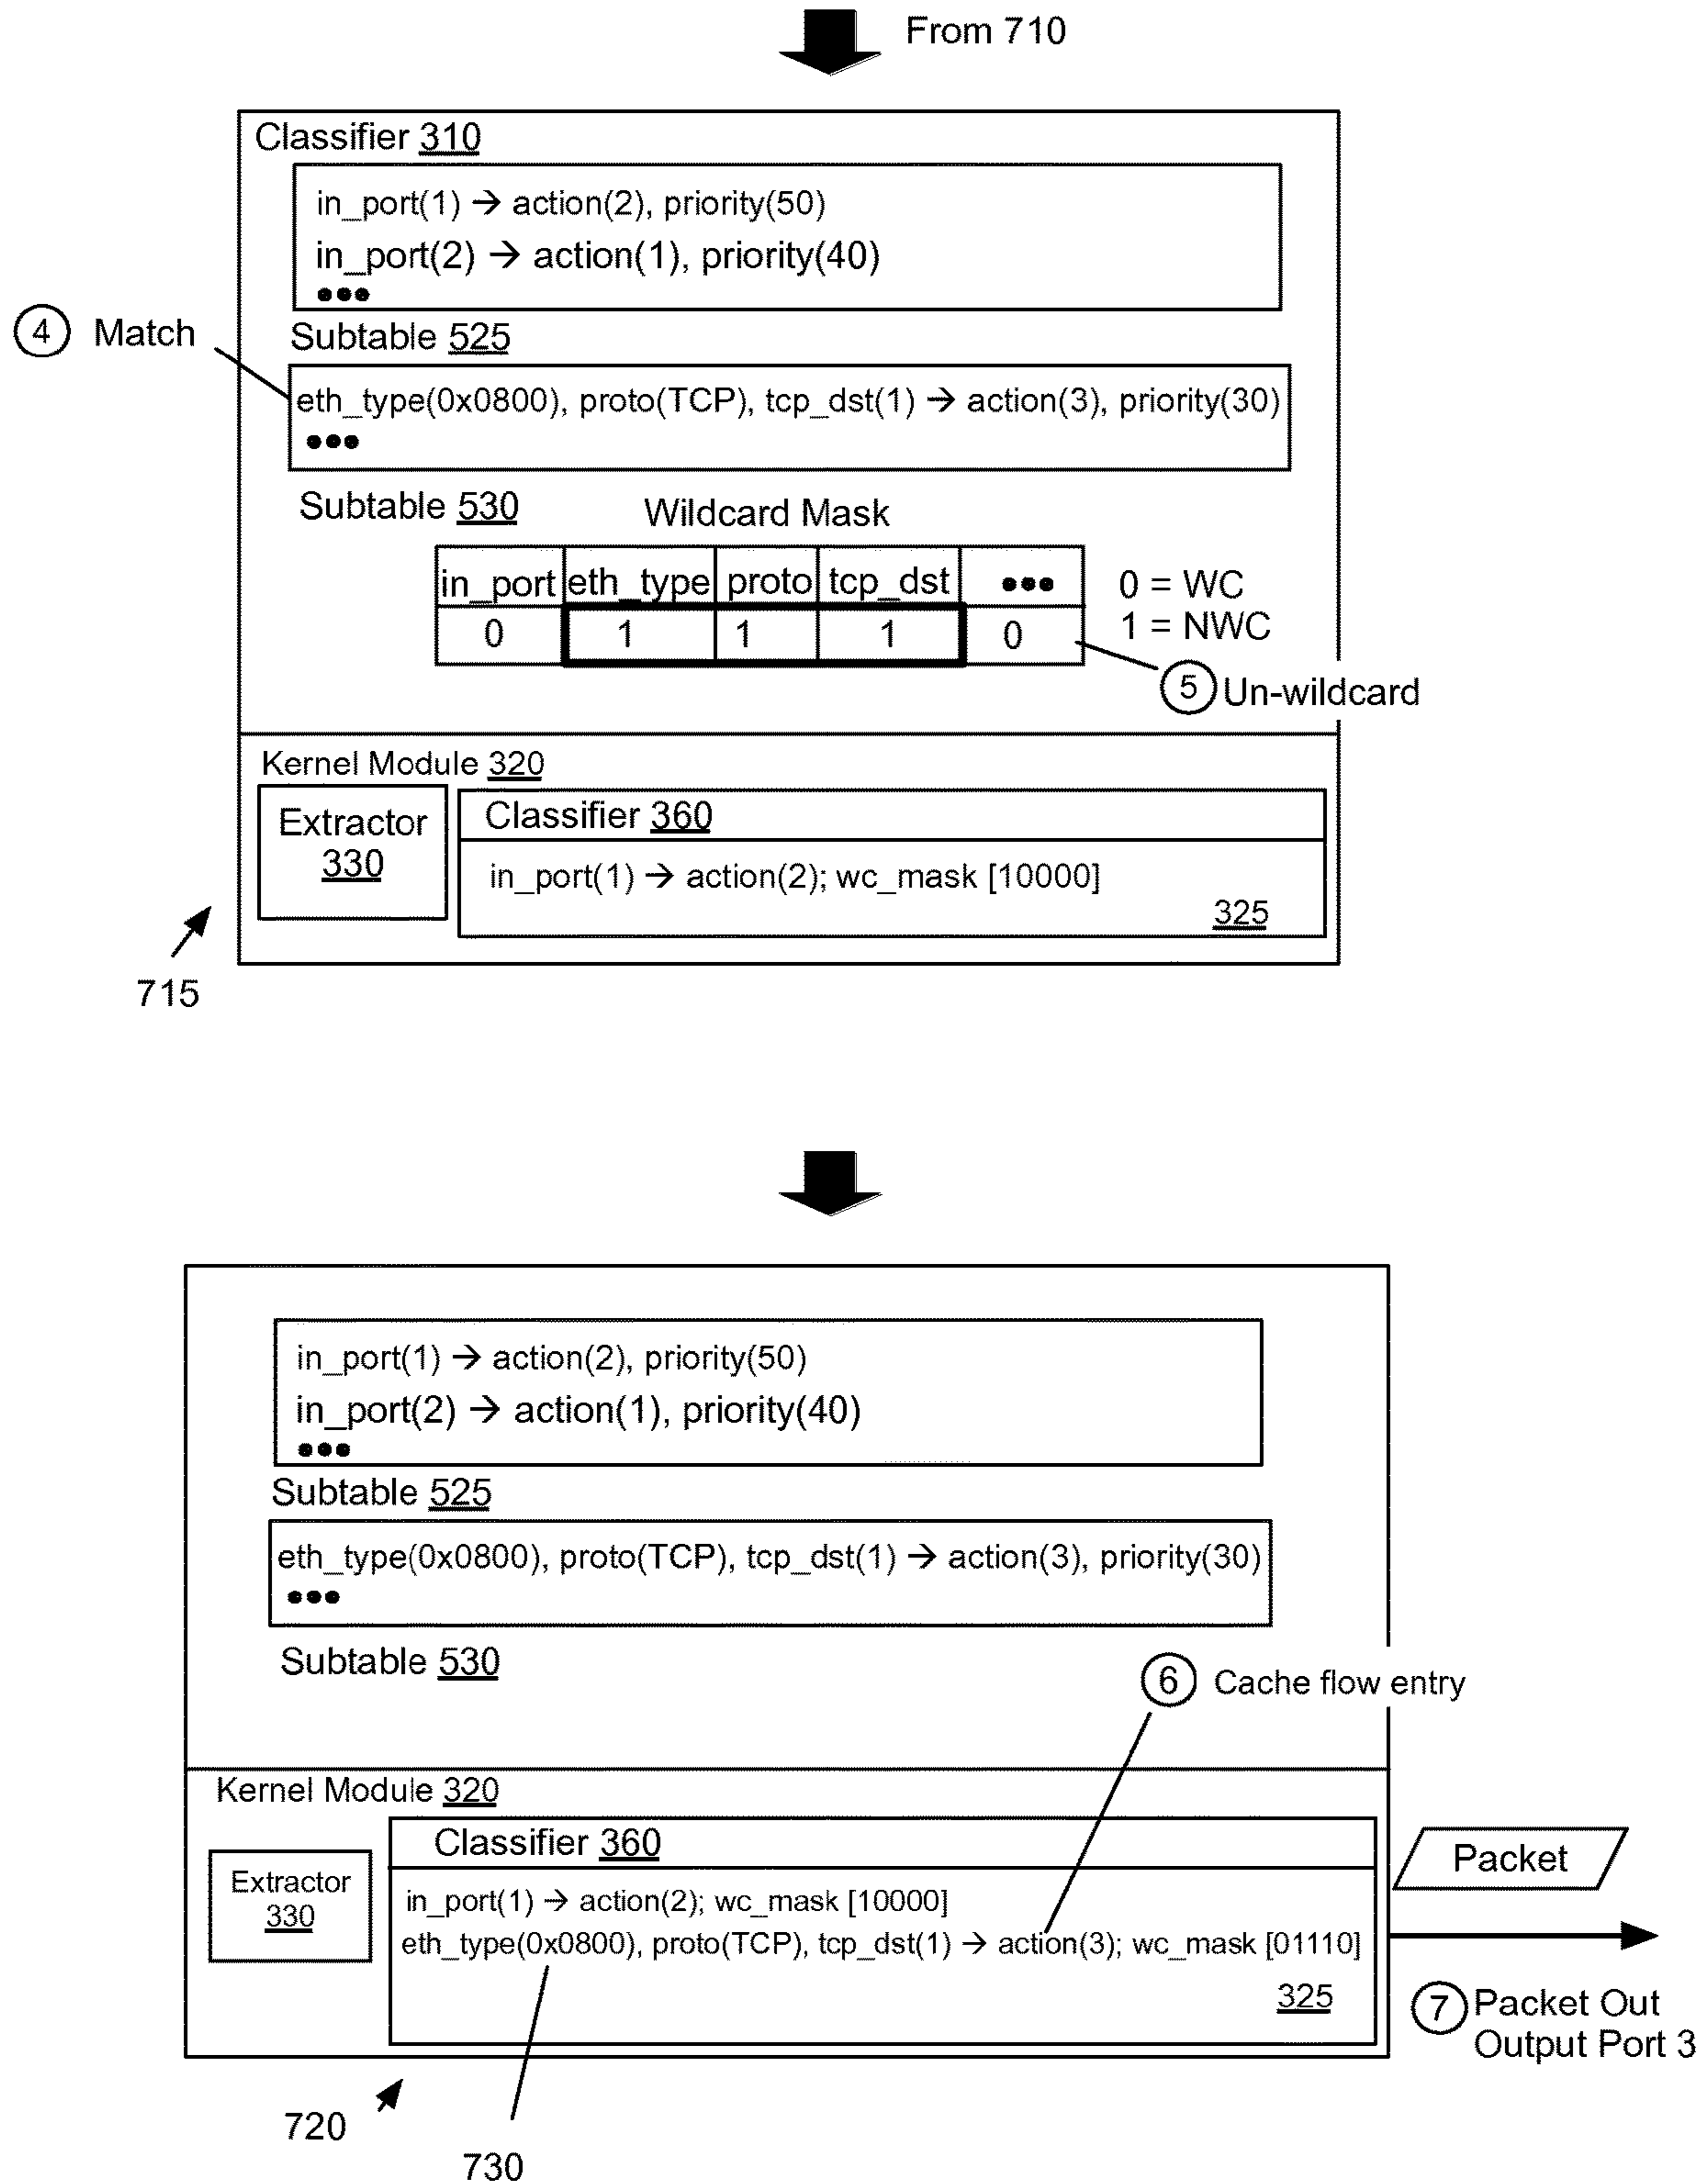 From 710
Classifier 310
in_port(1) → action(2), priority(50)
in_port(2) → action(1), priority(40)
•••
④ Match
Subtable 525
eth_type(0x0800), proto(TCP), tcp_dst(1) → action(3), priority(30)
•••
Subtable 530
Wildcard Mask
in_port eth_type proto tcp_dst •••
0 1 1 1 0
0 = WC
1 = NWC
⑤ Un-wildcard
Kernel Module 320
Extractor
330
Classifier 360
in_port(1) → action(2); wc_mask [10000]
325
715
in_port(1) → action(2), priority(50)
in_port(2) → action(1), priority(40)
•••
Subtable 525
eth_type(0x0800), proto(TCP), tcp_dst(1) → action(3), priority(30)
•••
Subtable 530
⑥ Cache flow entry
Kernel Module 320
Extractor
330
Classifier 360
in_port(1) → action(2); wc_mask [10000]
eth_type(0x0800), proto(TCP), tcp_dst(1) → action(3); wc_mask [01110]
325
Packet
⑦ Packet Out
Output Port 3
720
730